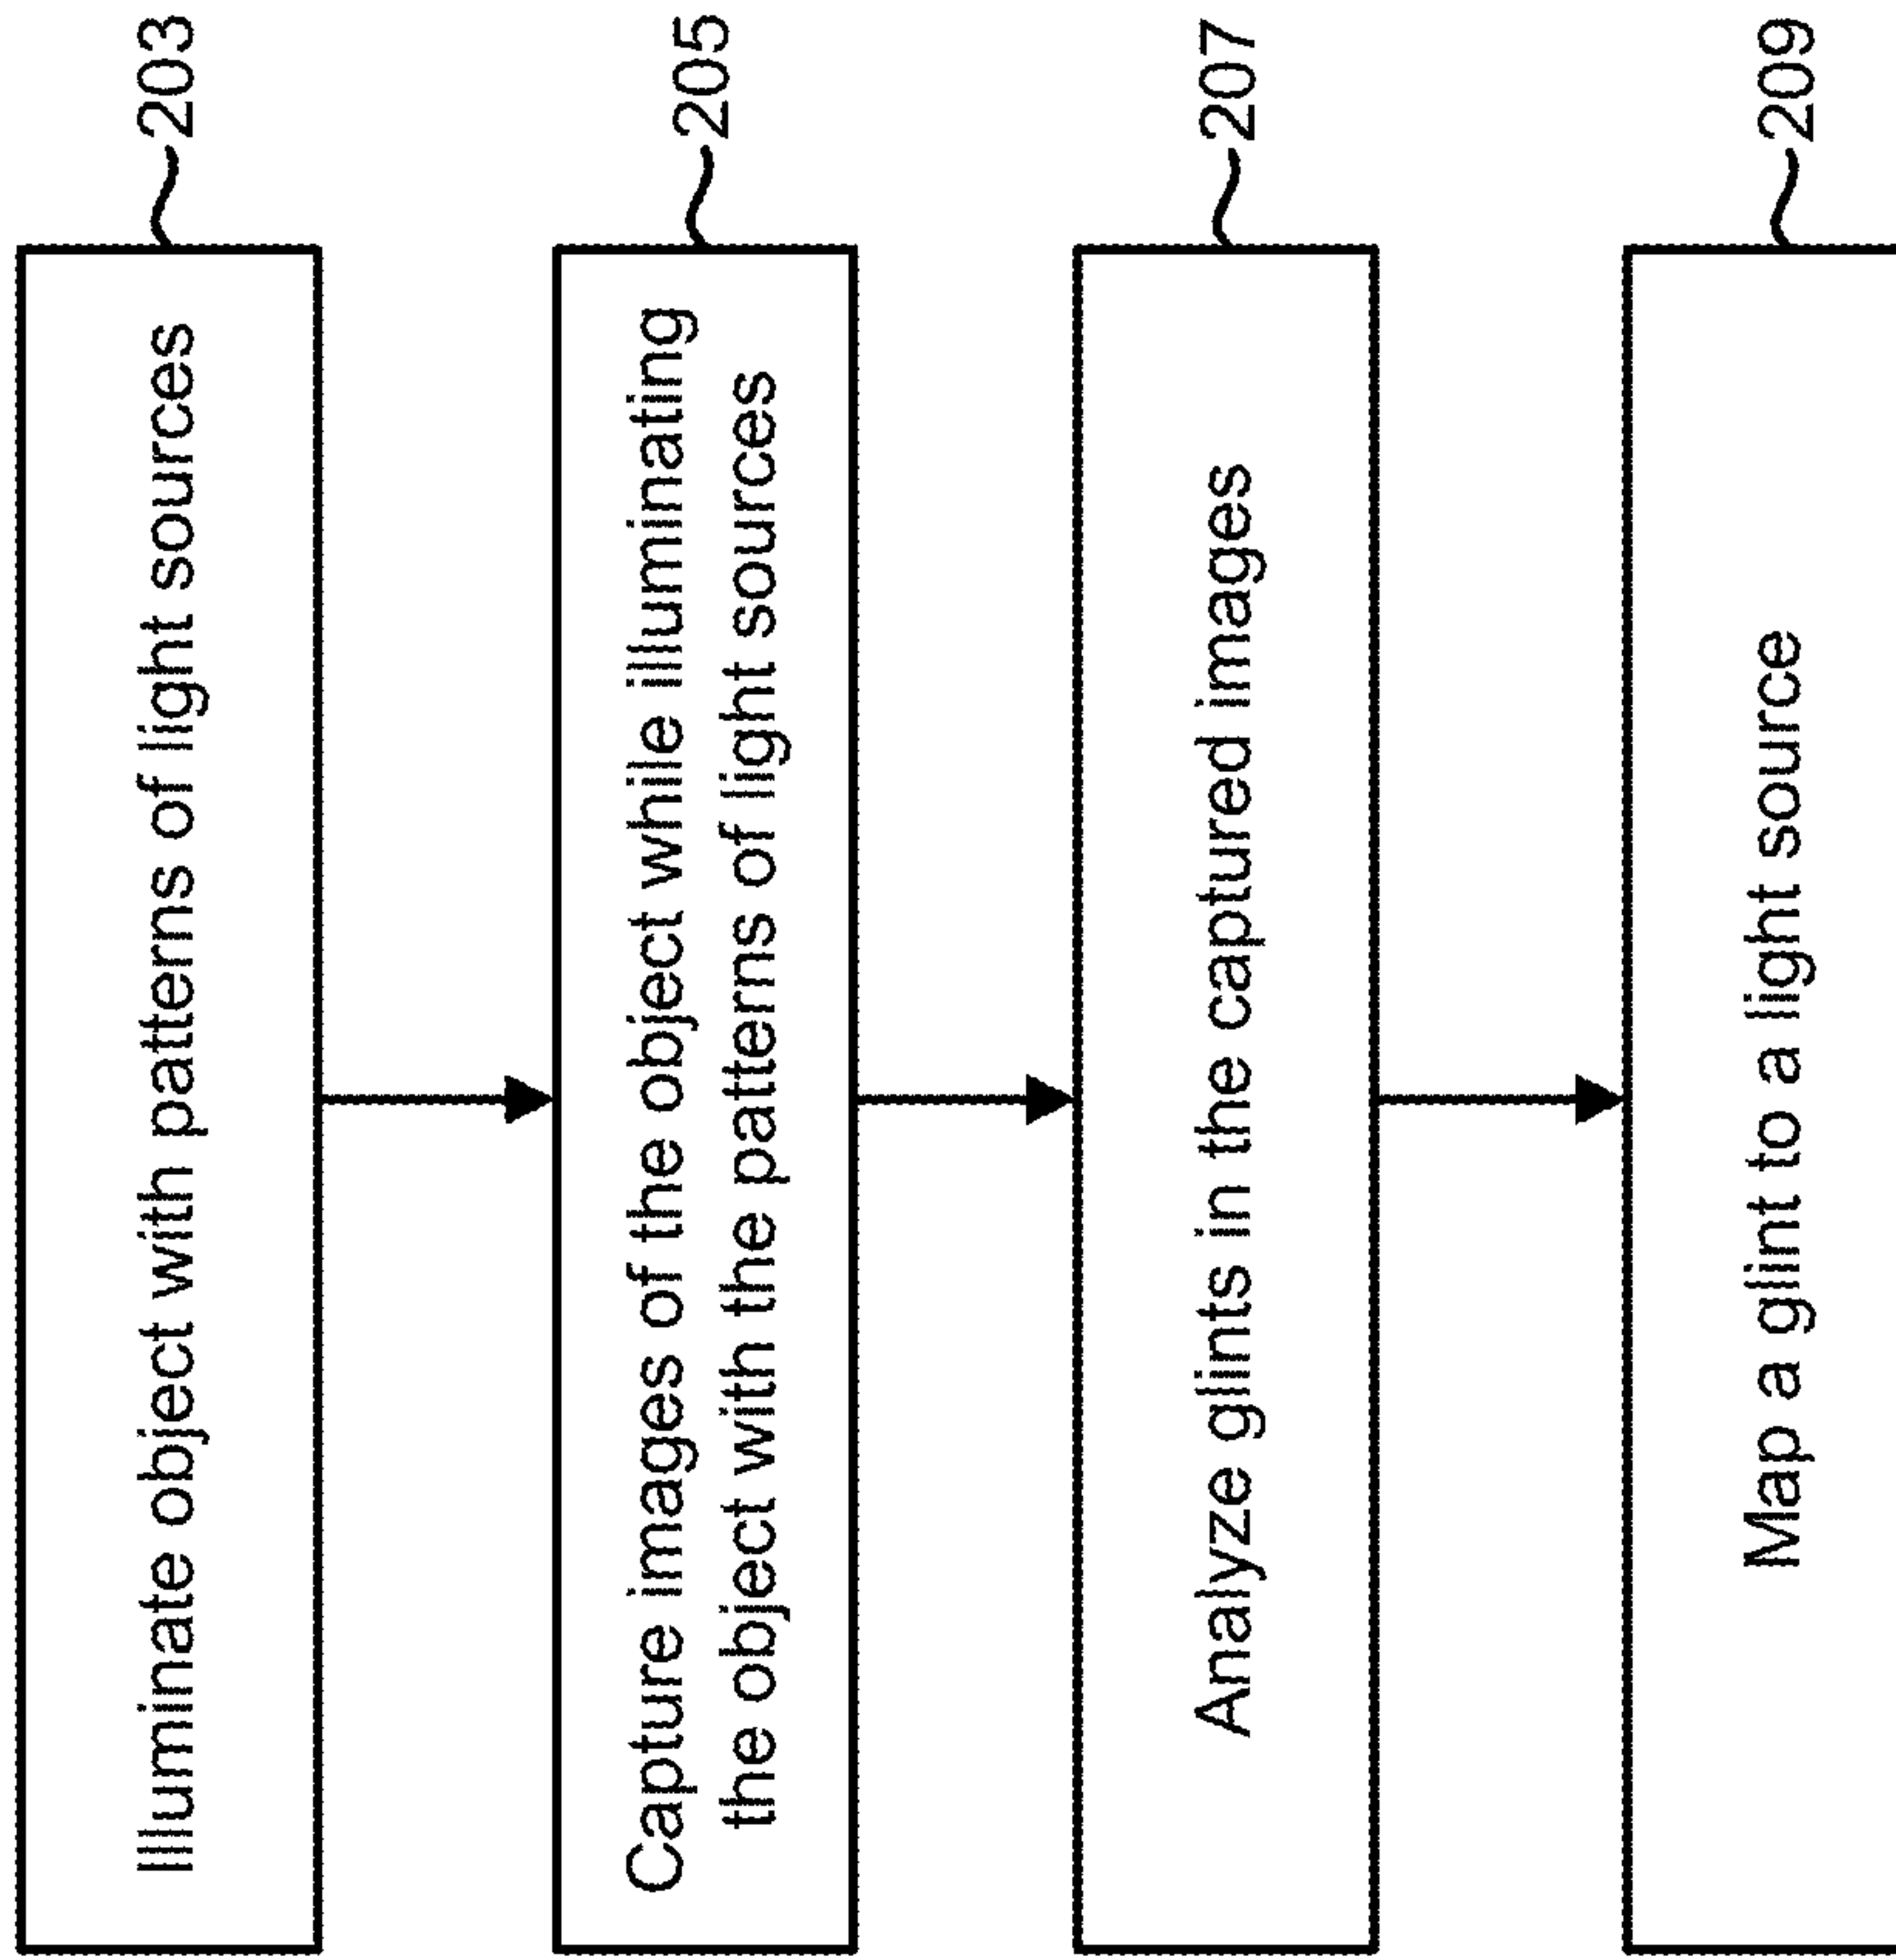 Illuminate object with patterns of light sources
203
Capture images of the object while illuminating
the object with the patterns of light sources
205
Analyze glints in the captured images
207
Map a glint to a light source
209